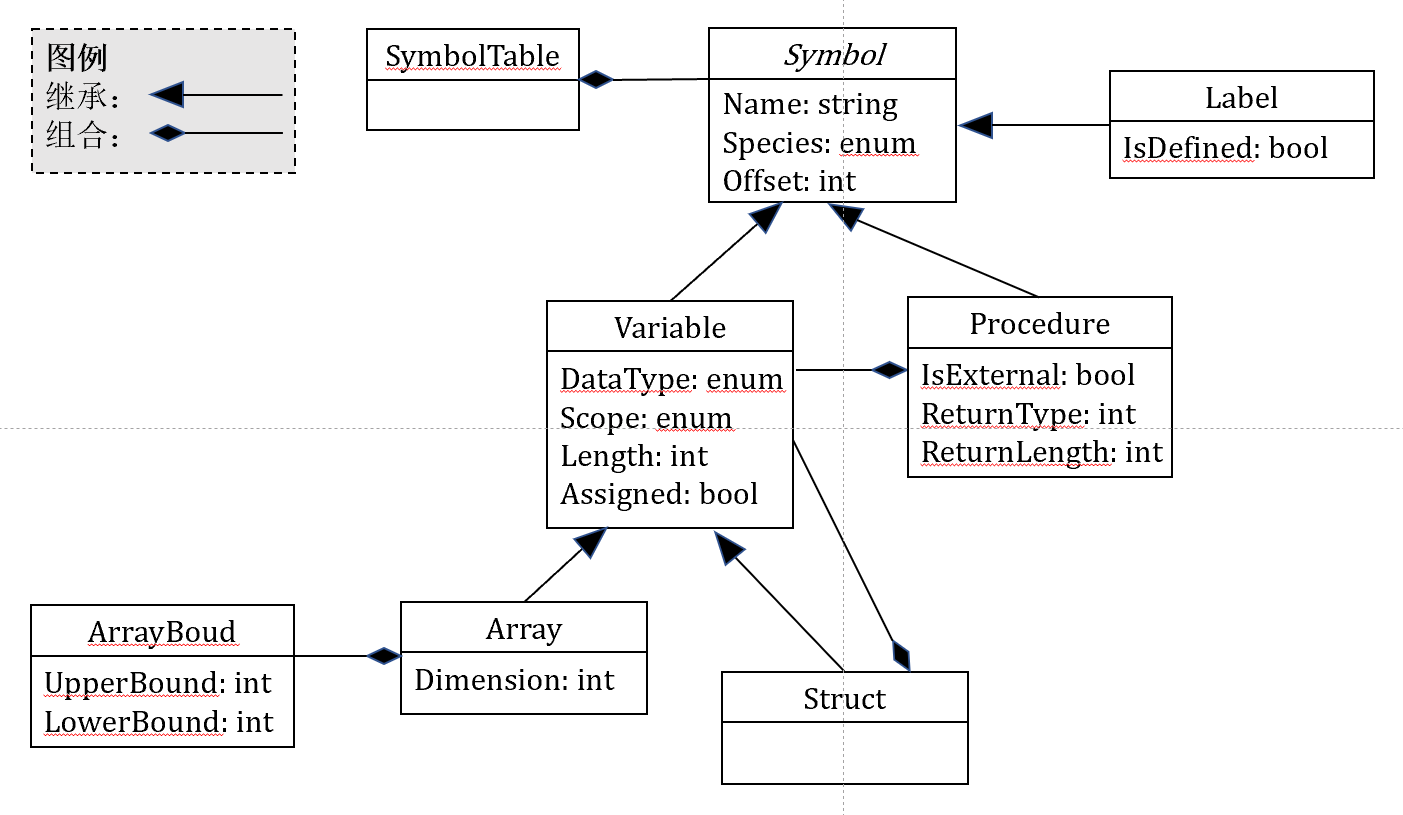 图例
继承：
组合：
SymbolTable
Symbol
Name: string
Species: enum
Offset: int
Label
IsDefined: bool
Variable
DataType: enum
Scope: enum
Length: int
Assigned: bool
Procedure
IsExternal: bool
ReturnType: int
ReturnLength: int
ArrayBoud
UpperBound: int
LowerBound: int
Array
Dimension: int
Struct